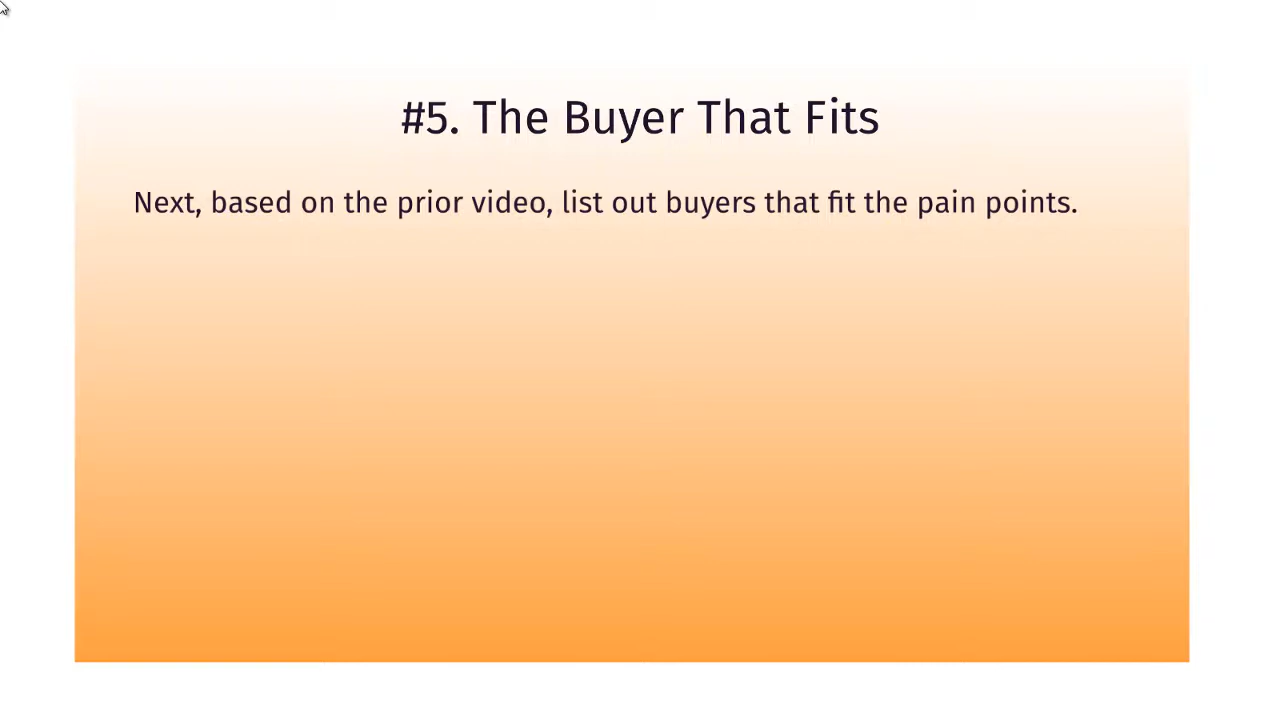 #5. The Buyer That Fits
Next, based on the prior video, list out buyers that fit the pain points.